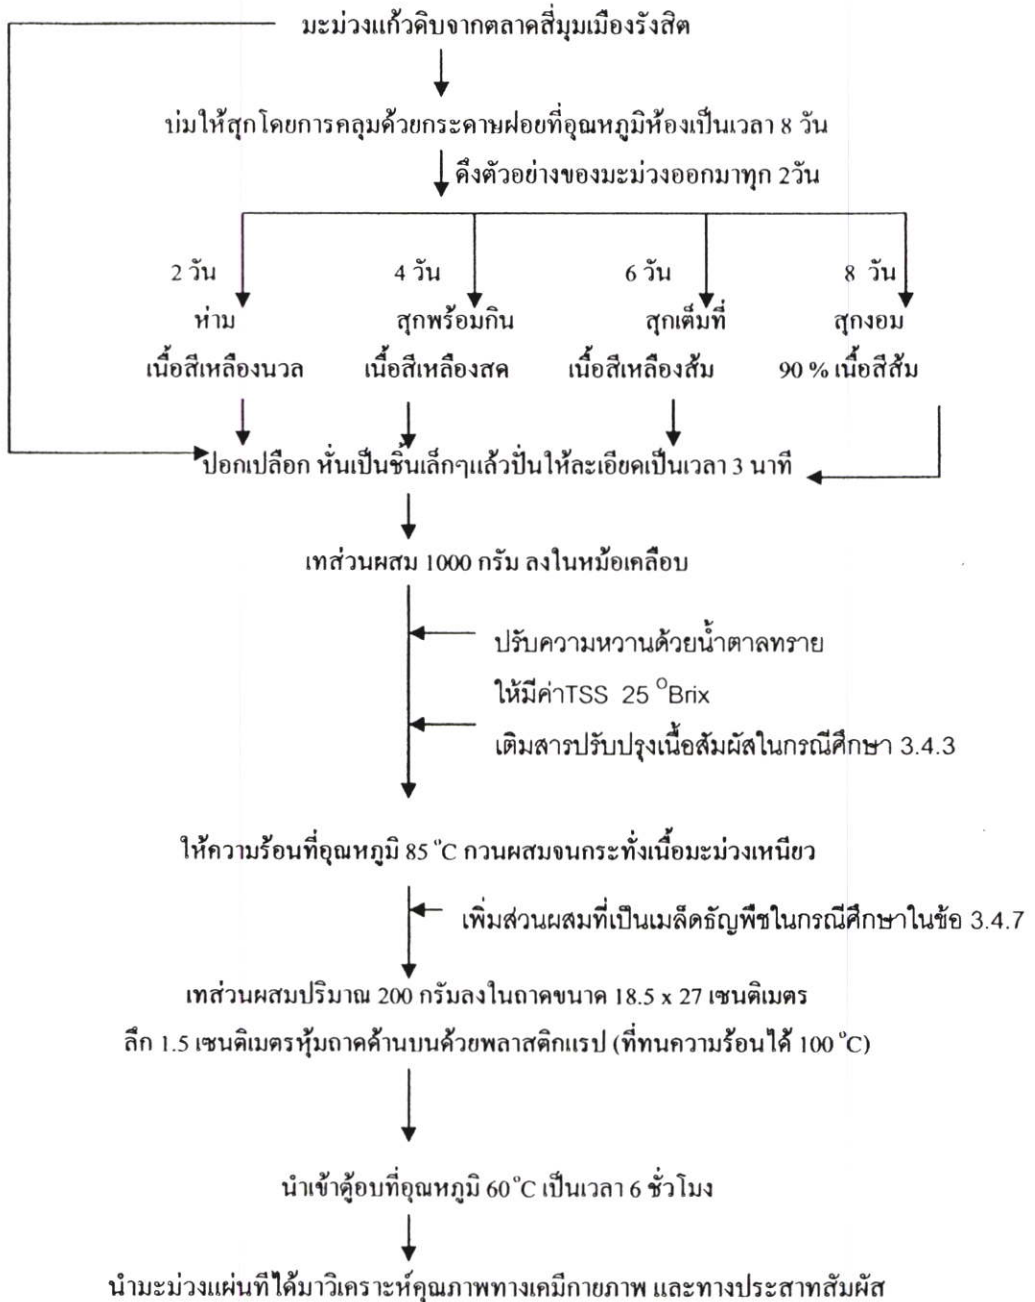 มะม่วงแก้วดิบจากตลาดสี่มุมเมืองรังสิต
บ่มให้สุกโดยการคลุมด้วยกระดาษฝอยที่อุณหภูมิห้องเป็นเวลา 8 วัน
ดึงตัวอย่างของมะม่วงออกมาทุก 2วัน
2 วัน 4 วัน 6 วัน 8 วัน
ห่าม สุกพร้อมกิน สุกเต็มที่ สุกงอม
เนื้อสีเหลืองนวล เนื้อสีเหลืองสด เนื้อสีเหลืองส้ม 90 % เนื้อสีส้ม
ปอกเปลือก หั่นเป็นชิ้นเล็กๆแล้วปั่นให้ละเอียดเป็นเวลา 3 นาที
เทส่วนผสม 1000 กรัม ลงในหม้อเคลือบ
ปรับความหวานด้วยน้ำตาลทราย
ให้มีค่าTSS 25 °Brix
เติมสารปรับปรุงเนื้อสัมผัสในกรณีศึกษา 3.4.3
ให้ความร้อนที่อุณหภูมิ 85 °C กวนผสมจนกระทั่งเนื้อมะม่วงเหนียว
เพิ่มส่วนผสมที่เป็นเมล็ดธัญพืชในกรณีศึกษาในข้อ 3.4.7
เทส่วนผสมปริมาณ 200 กรัมลงในถาดขนาด 18.5 x 27 เซนติเมตร
ลึก 1.5 เซนติเมตรหุ้มถาดด้านบนด้วยพลาสติกแรป (ที่ทนความร้อนได้ 100 °C)
นำเข้าตู้อบที่อุณหภูมิ 60 °C เป็นเวลา 6 ชั่วโมง
นำมะม่วงแผ่นที่ได้มาวิเคราะห์คุณภาพทางเคมีกายภาพ และทางประสาทสัมผัส